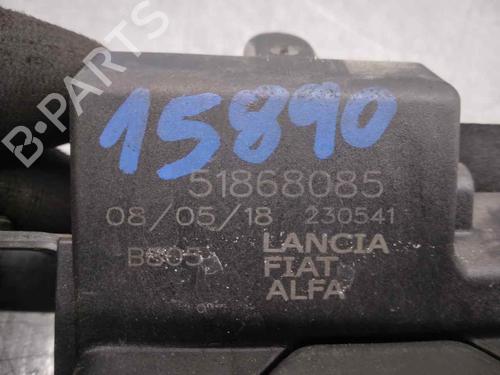 B-PARTS
15890
51868085
08/05/18 230541
LANCIA
FIAT
ALFA